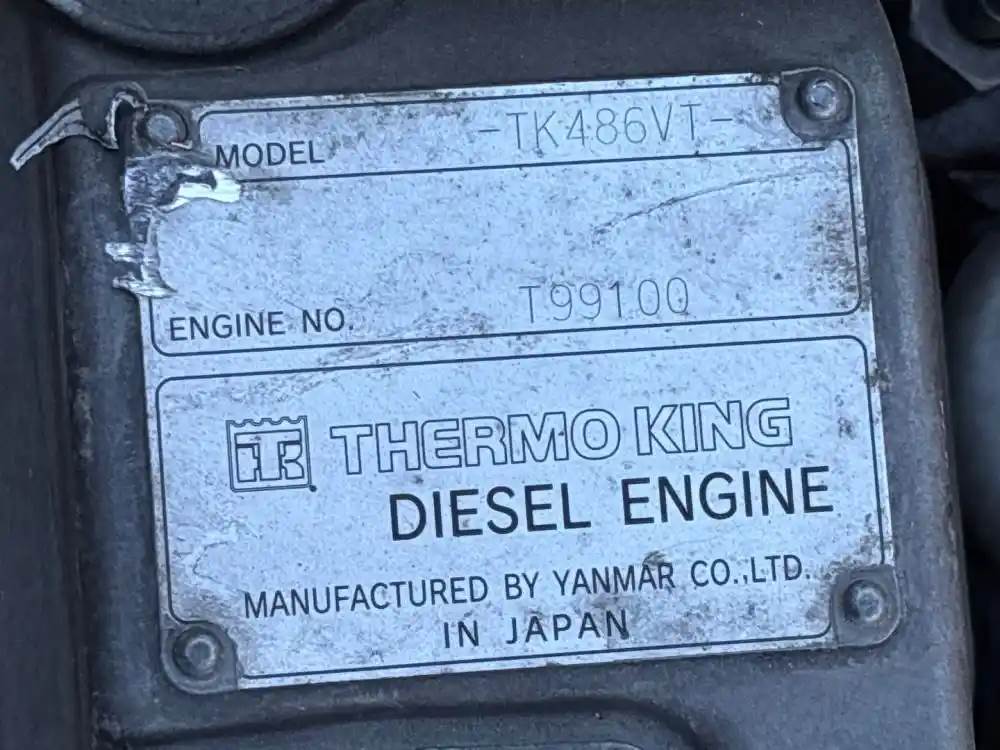 MODEL -TK486VT-
ENGINE NO. T99100
TK THERMO KING
DIESEL ENGINE
MANUFACTURED BY YANMAR CO.,LTD.
IN JAPAN